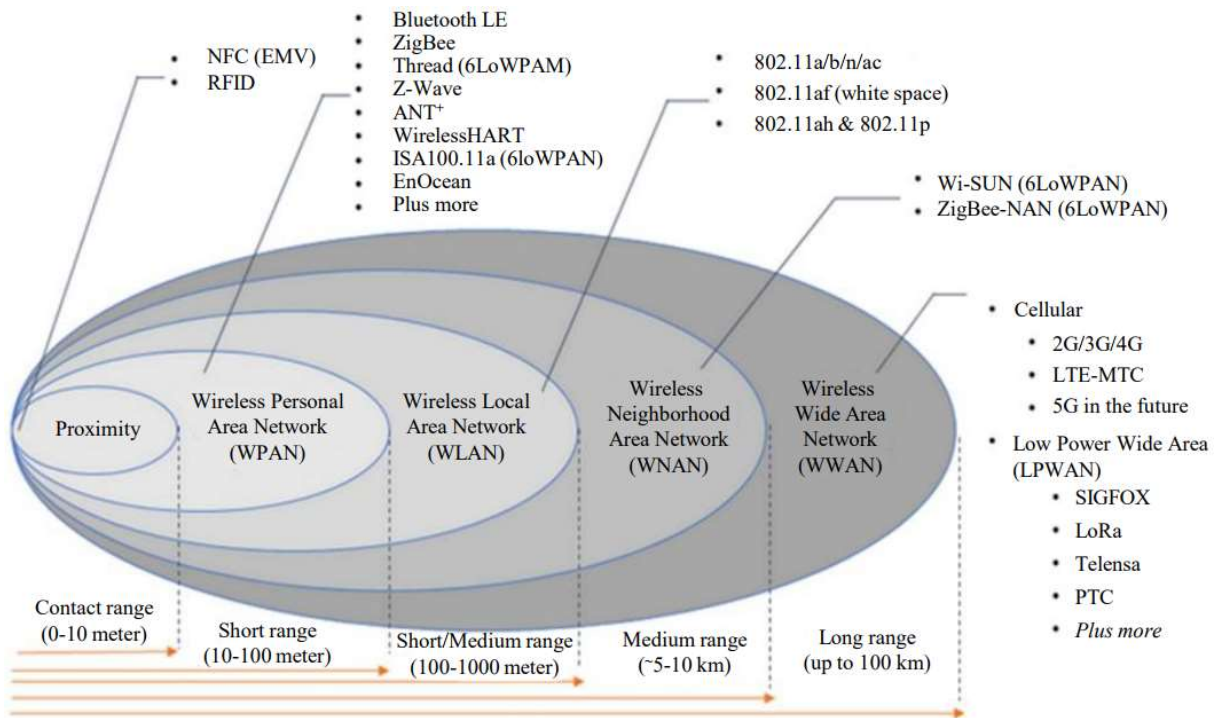 • NFC (EMV)
• RFID
• Bluetooth LE
• ZigBee
• Thread (6LoWPAM)
• Z-Wave
• ANT⁺
• WirelessHART
• ISA100.11a (6loWPAN)
• EnOcean
• Plus more
• 802.11a/b/n/ac
• 802.11af (white space)
• 802.11ah & 802.11p
• Wi-SUN (6LoWPAN)
• ZigBee-NAN (6LoWPAN)
• Cellular
• 2G/3G/4G
• LTE-MTC
• 5G in the future
• Low Power Wide Area
(LPWAN)
• SIGFOX
• LoRa
• Telensa
• PTC
• Plus more
Proximity
Wireless Personal
Area Network
(WPAN)
Wireless Local
Area Network
(WLAN)
Wireless
Neighborhood
Area Network
(WNAN)
Wireless
Wide Area
Network
(WWAN)
Contact range
(0-10 meter)
Short range
(10-100 meter)
Short/Medium range
(100-1000 meter)
Medium range
(~5-10 km)
Long range
(up to 100 km)